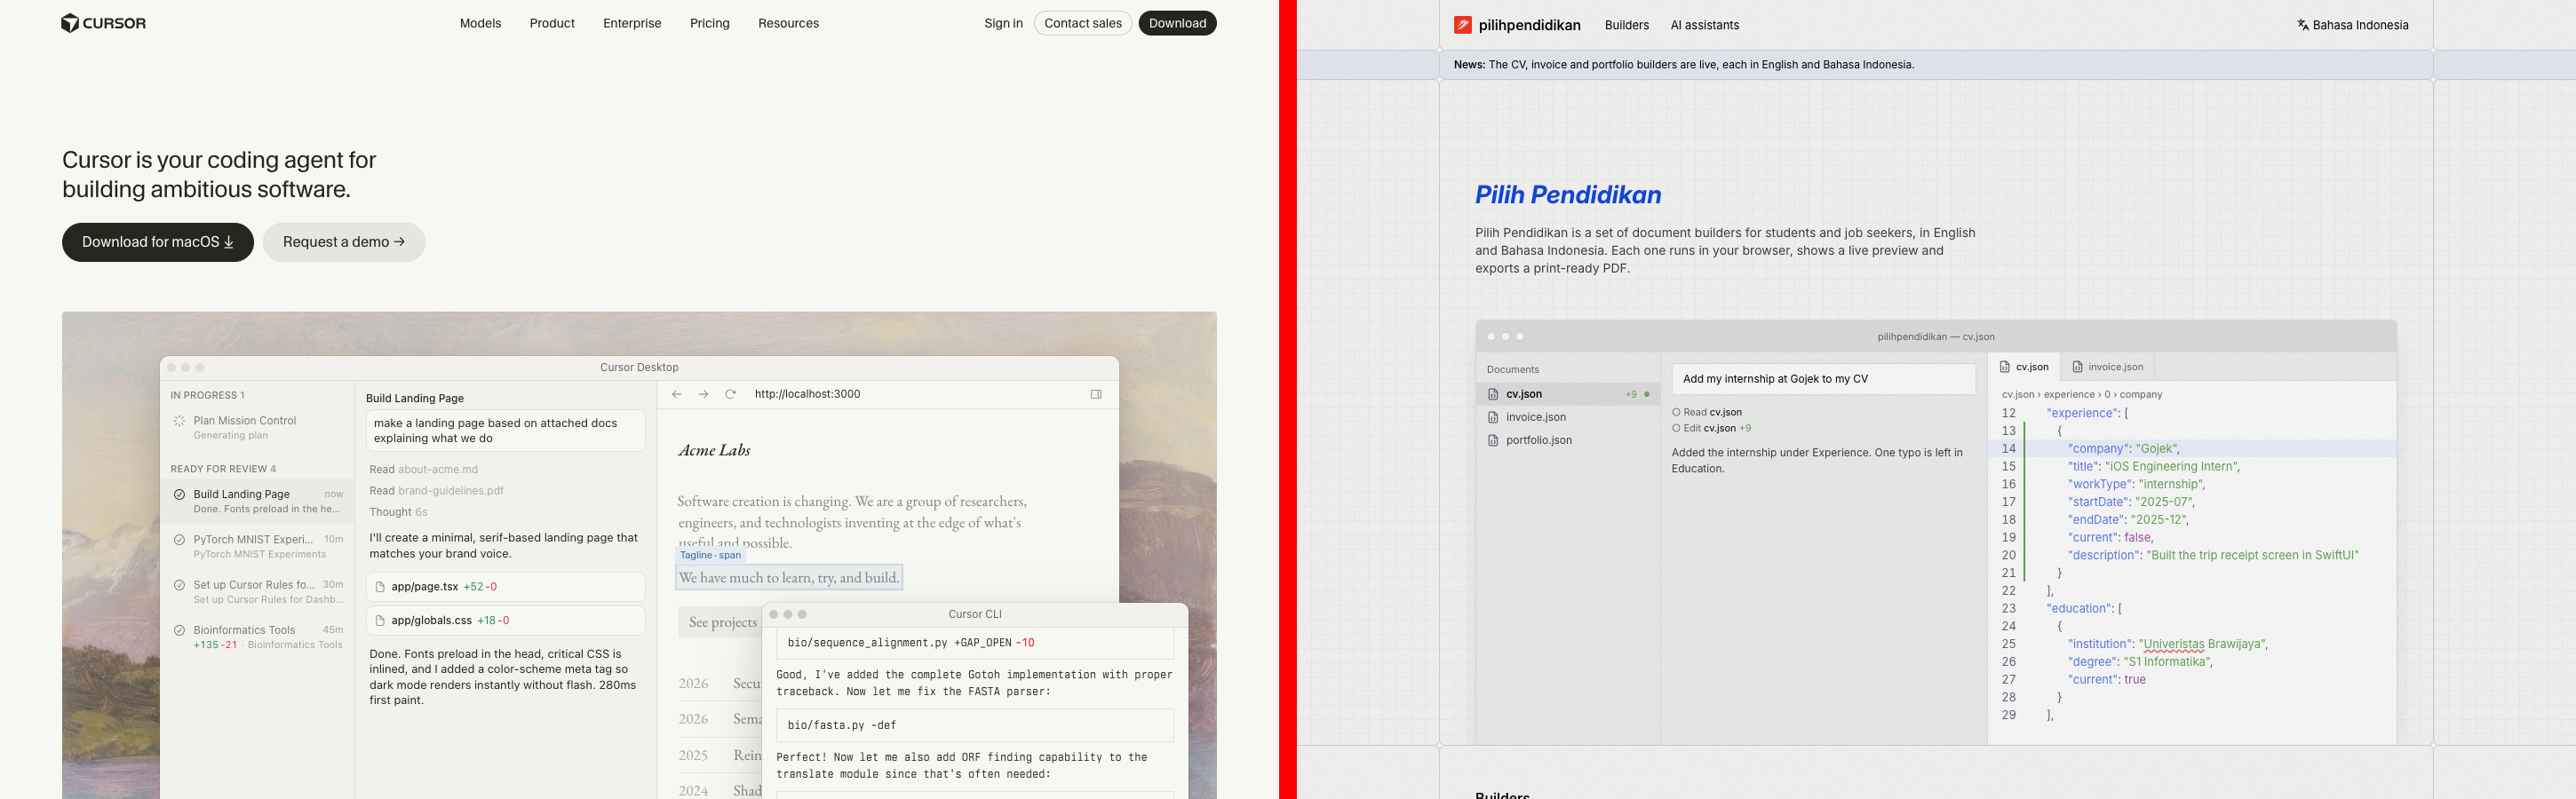 CURSOR
Models
Product
Enterprise
Pricing
Resources
Sign in
Contact sales
Download
Cursor is your coding agent for
building ambitious software.
Download for macOS ↓
Request a demo →
Cursor Desktop
IN PROGRESS 1
Plan Mission Control
Generating plan
READY FOR REVIEW 4
Build Landing Page now
Done. Fonts preload in the he...
PyTorch MNIST Experi... 10m
PyTorch MNIST Experiments
Set up Cursor Rules fo... 30m
Set up Cursor Rules for Dashb...
Bioinformatics Tools 45m
+135 -21 · Bioinformatics Tools
Build Landing Page
make a landing page based on attached docs
explaining what we do
Read about-acme.md
Read brand-guidelines.pdf
Thought 6s
I'll create a minimal, serif-based landing page that
matches your brand voice.
app/page.tsx +52 -0
app/globals.css +18 -0
Done. Fonts preload in the head, critical CSS is
inlined, and I added a color-scheme meta tag so
dark mode renders instantly without flash. 280ms
first paint.
http://localhost:3000
Acme Labs
Software creation is changing. We are a group of researchers,
engineers, and technologists inventing at the edge of what's
useful and possible.
Tagline · span
We have much to learn, try, and build.
See projects
2026 Secu
2026 Sema
2025 Rein
2024 Shad
Cursor CLI
bio/sequence_alignment.py +GAP_OPEN -10
Good, I've added the complete Gotoh implementation with proper
traceback. Now let me fix the FASTA parser:
bio/fasta.py -def
Perfect! Now let me also add ORF finding capability to the
translate module since that's often needed:
pilihpendidikan
Builders
AI assistants
Bahasa Indonesia
News: The CV, invoice and portfolio builders are live, each in English and Bahasa Indonesia.
Pilih Pendidikan
Pilih Pendidikan is a set of document builders for students and job seekers, in English
and Bahasa Indonesia. Each one runs in your browser, shows a live preview and
exports a print-ready PDF.
pilihpendidikan — cv.json
Documents
cv.json +9
invoice.json
portfolio.json
Add my internship at Gojek to my CV
Read cv.json
Edit cv.json +9
Added the internship under Experience. One typo is left in
Education.
cv.json
invoice.json
cv.json › experience › 0 › company
12 "experience": [
13 {
14 "company": "Gojek",
15 "title": "iOS Engineering Intern",
16 "workType": "internship",
17 "startDate": "2025-07",
18 "endDate": "2025-12",
19 "current": false,
20 "description": "Built the trip receipt screen in SwiftUI"
21 }
22 ],
23 "education": [
24 {
25 "institution": "Univeristas Brawijaya",
26 "degree": "S1 Informatika",
27 "current": true
28 }
29 ],
Builders